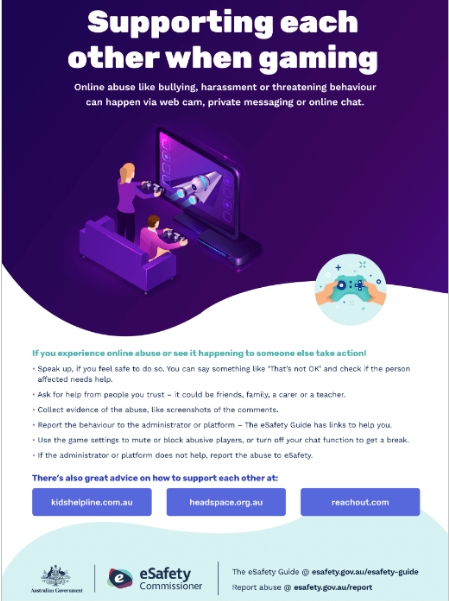 Supporting each
other when gaming
Online abuse like bullying, harassment or threatening behaviour
can happen via web cam, private messaging or online chat.
If you experience online abuse or see it happening to someone else take action!
• Speak up, if you feel safe to do so. You can say something like "That's not OK" and check if the person
affected needs help.
• Ask for help from people you trust – it could be friends, family, a carer or a teacher.
• Collect evidence of the abuse, like screenshots of the comments.
• Report the behaviour to the administrator or platform – The eSafety Guide has links to help you.
• Use the game settings to mute or block abusive players, or turn off your chat function to get a break.
• If the administrator or platform does not help, report the abuse to eSafety.
There's also great advice on how to support each other at:
kidshelpline.com.au
headspace.org.au
reachout.com
Australian Government
e eSafety
Commissioner
The eSafety Guide @ esafety.gov.au/esafety-guide
Report abuse @ esafety.gov.au/report